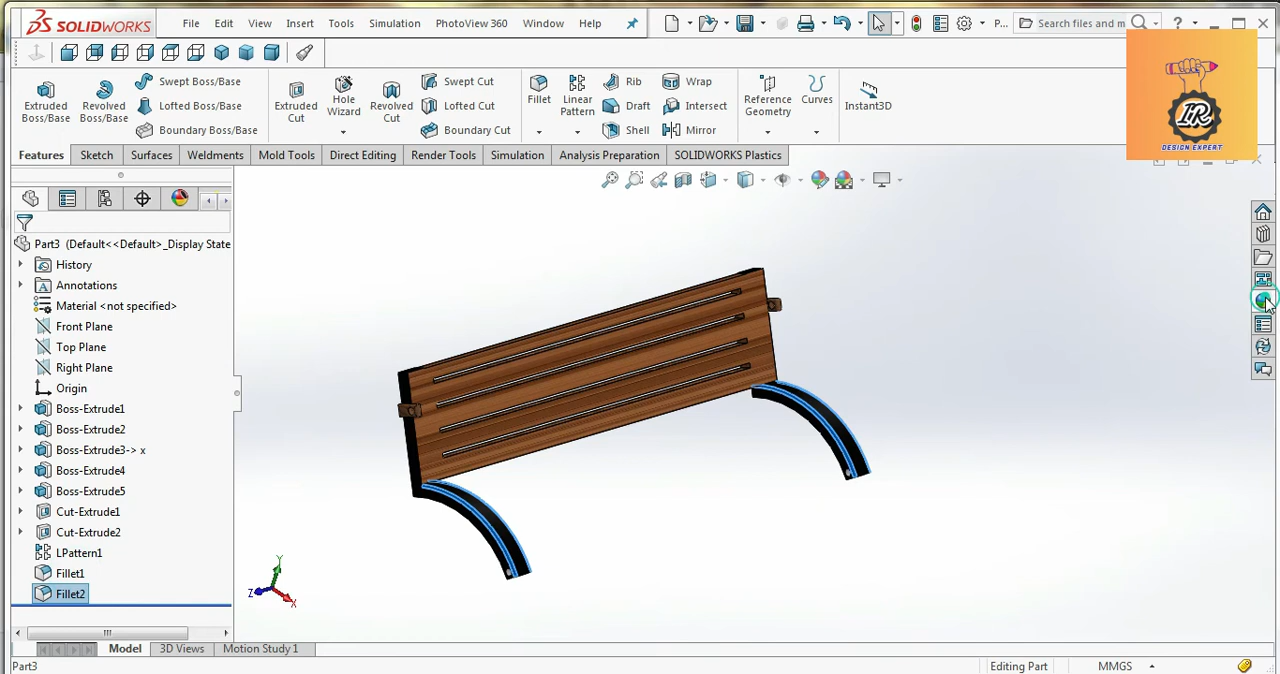 SOLIDWORKS
File Edit View Insert Tools Simulation PhotoView 360 Window Help
P...
Search files and m
?
Extruded Boss/Base
Revolved Boss/Base
Swept Boss/Base
Lofted Boss/Base
Boundary Boss/Base
Extruded Cut
Hole Wizard
Revolved Cut
Swept Cut
Lofted Cut
Boundary Cut
Fillet
Linear Pattern
Rib
Draft
Shell
Wrap
Intersect
Mirror
Reference Geometry
Curves
Instant3D
IR
DESIGN EXPERT
Features Sketch Surfaces Weldments Mold Tools Direct Editing Render Tools Simulation Analysis Preparation SOLIDWORKS Plastics
Part3 (Default<<Default>_Display State
History
Annotations
Material <not specified>
Front Plane
Top Plane
Right Plane
Origin
Boss-Extrude1
Boss-Extrude2
Boss-Extrude3-> x
Boss-Extrude4
Boss-Extrude5
Cut-Extrude1
Cut-Extrude2
LPattern1
Fillet1
Fillet2
Y
Z
X
Model 3D Views Motion Study 1
Part3
Editing Part
MMGS